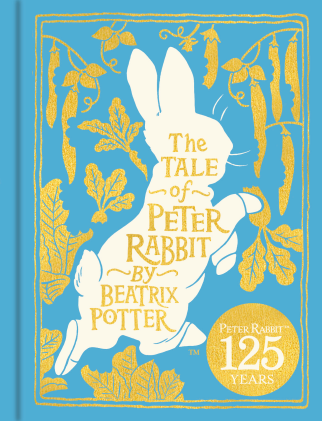 The
TALE
of
PETER
RABBIT
BY
BEATRIX
POTTER
TM
PETER RABBIT™
125
YEARS